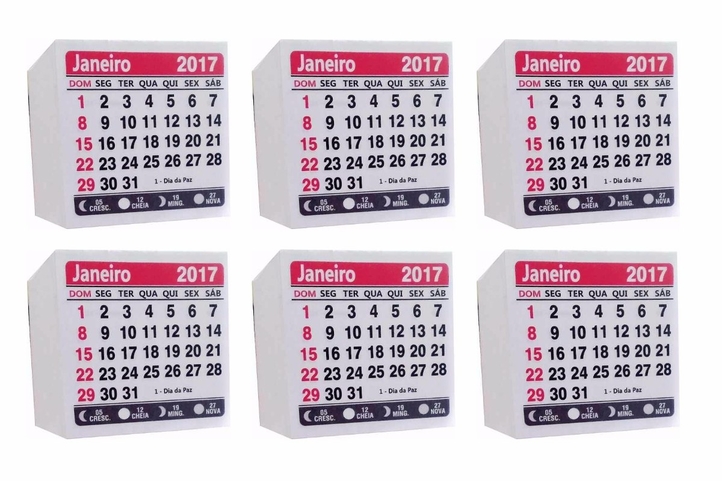 Janeiro 2017
DOM SEG TER QUA QUI SEX SÁB
1 2 3 4 5 6 7
8 9 10 11 12 13 14
15 16 17 18 19 20 21
22 23 24 25 26 27 28
29 30 31 1 - Dia da Paz
05 CRESC. 12 CHEIA 19 MING. 27 NOVA
Janeiro 2017
DOM SEG TER QUA QUI SEX SÁB
1 2 3 4 5 6 7
8 9 10 11 12 13 14
15 16 17 18 19 20 21
22 23 24 25 26 27 28
29 30 31 1 - Dia da Paz
05 CRESC. 12 CHEIA 19 MING. 27 NOVA
Janeiro 2017
DOM SEG TER QUA QUI SEX SÁB
1 2 3 4 5 6 7
8 9 10 11 12 13 14
15 16 17 18 19 20 21
22 23 24 25 26 27 28
29 30 31 1 - Dia da Paz
05 CRESC. 12 CHEIA 19 MING. 27 NOVA
Janeiro 2017
DOM SEG TER QUA QUI SEX SÁB
1 2 3 4 5 6 7
8 9 10 11 12 13 14
15 16 17 18 19 20 21
22 23 24 25 26 27 28
29 30 31 1 - Dia da Paz
05 CRESC. 12 CHEIA 19 MING. 27 NOVA
Janeiro 2017
DOM SEG TER QUA QUI SEX SÁB
1 2 3 4 5 6 7
8 9 10 11 12 13 14
15 16 17 18 19 20 21
22 23 24 25 26 27 28
29 30 31 1 - Dia da Paz
05 CRESC. 12 CHEIA 19 MING. 27 NOVA
Janeiro 2017
DOM SEG TER QUA QUI SEX SÁB
1 2 3 4 5 6 7
8 9 10 11 12 13 14
15 16 17 18 19 20 21
22 23 24 25 26 27 28
29 30 31 1 - Dia da Paz
05 CRESC. 12 CHEIA 19 MING. 27 NOVA